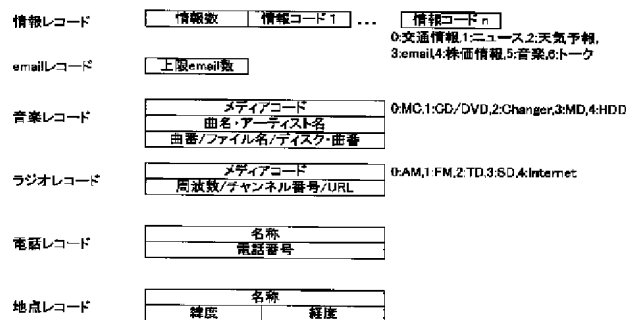 情報レコード 情報数 情報コード1 ... 情報コードn
0:交通情報,1:ニュース,2:天気予報,
3:email,4:株価情報,5:音楽,6:トーク
emailレコード 上限email数
音楽レコード メディアコード 0:MC,1:CD/DVD,2:Changer,3:MD,4:HDD
曲名・アーティスト名
曲番/ファイル名/ディスク・曲番
ラジオレコード メディアコード 0:AM,1:FM,2:TD,3:SD,4:Internet
周波数/チャンネル番号/URL
電話レコード 名称
電話番号
地点レコード 名称
緯度 経度